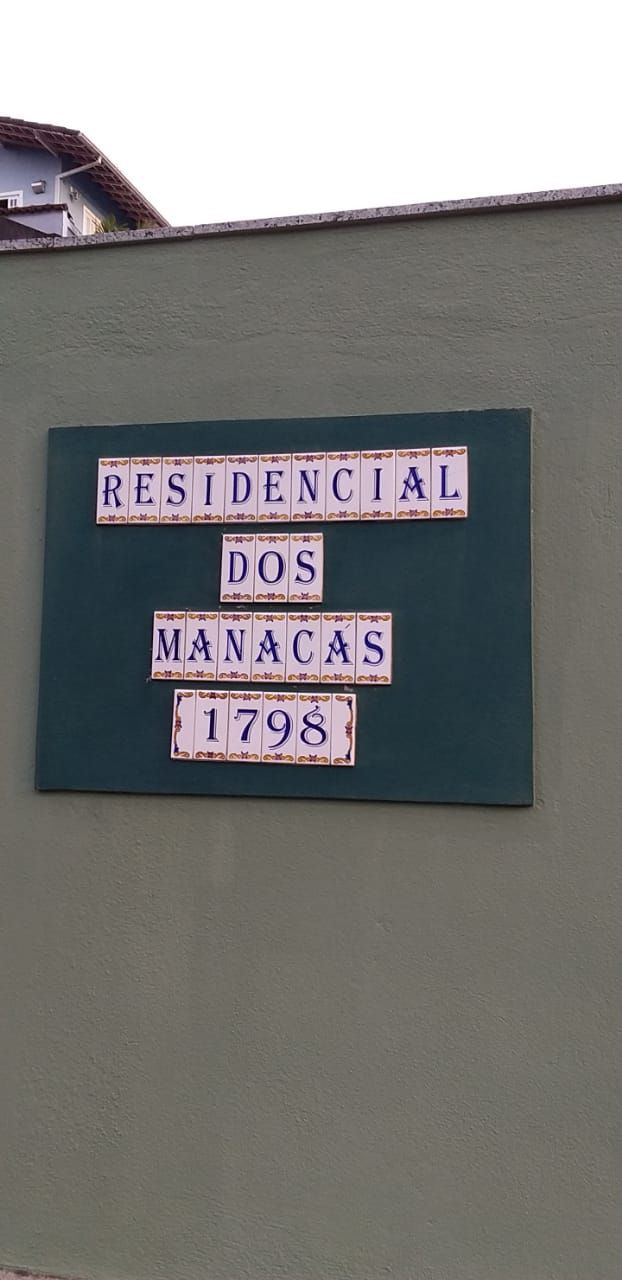 RESIDENCIAL
DOS
MANACÁS
1798